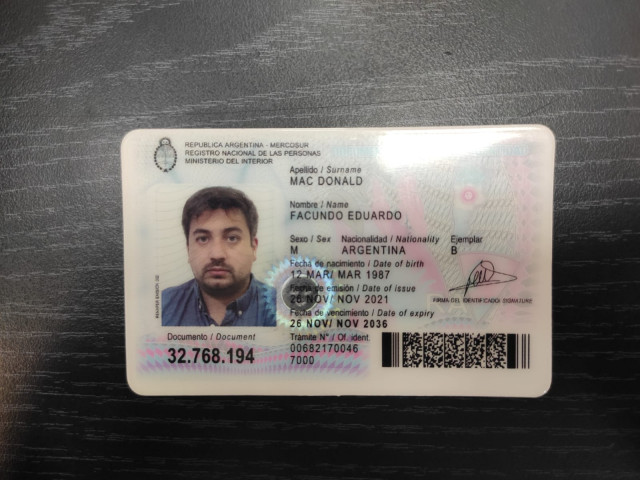 REPUBLICA ARGENTINA - MERCOSUR
REGISTRO NACIONAL DE LAS PERSONAS
MINISTERIO DEL INTERIOR
Apellido / Surname
MAC DONALD
Nombre / Name
FACUNDO EDUARDO
Sexo / Sex Nacionalidad / Nationality Ejemplar
M ARGENTINA B
Fecha de nacimiento / Date of birth
12 MAR/ MAR 1987
Fecha de emisión / Date of issue
26 NOV/ NOV 2021
FIRMA DEL IDENTIFICADO/ SIGNATURE
Fecha de vencimiento / Date of expiry
26 NOV/ NOV 2036
Documento / Document
32.768.194
Trámite N° / Of. ident
00682170046
7000